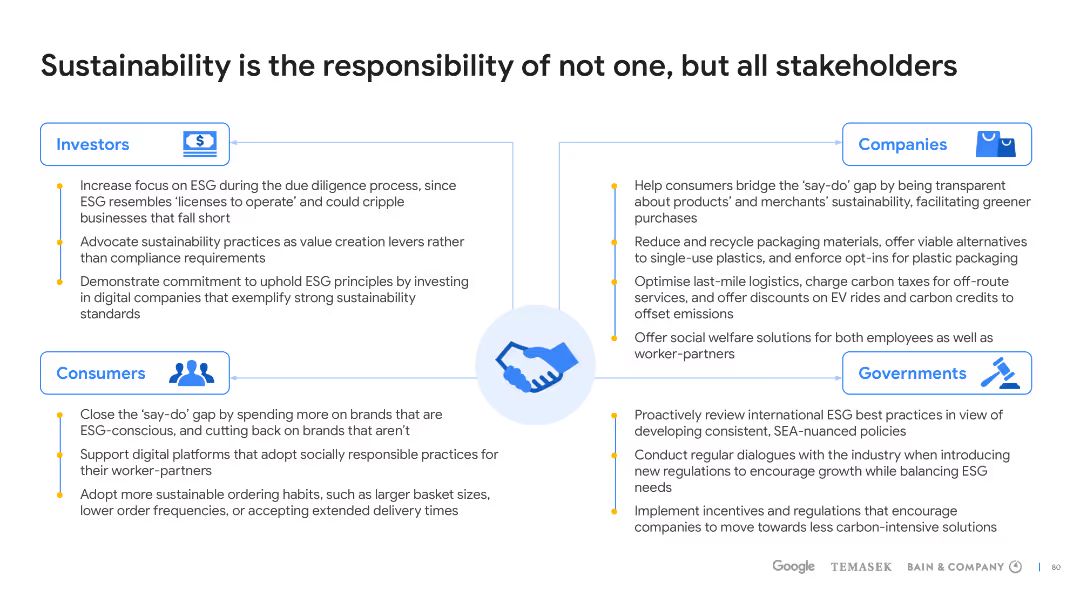 Sustainability is the responsibility of not one, but all stakeholders
Investors
Increase focus on ESG during the due diligence process, since
ESG resembles ‘licenses to operate’ and could cripple
businesses that fall short
Advocate sustainability practices as value creation levers rather
than compliance requirements
Demonstrate commitment to uphold ESG principles by investing
in digital companies that exemplify strong sustainability
standards
Companies
Help consumers bridge the ‘say-do’ gap by being transparent
about products’ and merchants’ sustainability, facilitating greener
purchases
Reduce and recycle packaging materials, offer viable alternatives
to single-use plastics, and enforce opt-ins for plastic packaging
Optimise last-mile logistics, charge carbon taxes for off-route
services, and offer discounts on EV rides and carbon credits to
offset emissions
Offer social welfare solutions for both employees as well as
worker-partners
Consumers
Close the ‘say-do’ gap by spending more on brands that are
ESG-conscious, and cutting back on brands that aren’t
Support digital platforms that adopt socially responsible practices for
their worker-partners
Adopt more sustainable ordering habits, such as larger basket sizes,
lower order frequencies, or accepting extended delivery times
Governments
Proactively review international ESG best practices in view of
developing consistent, SEA-nuanced policies
Conduct regular dialogues with the industry when introducing
new regulations to encourage growth while balancing ESG
needs
Implement incentives and regulations that encourage
companies to move towards less carbon-intensive solutions
Google TEMASEK BAIN & COMPANY | 80